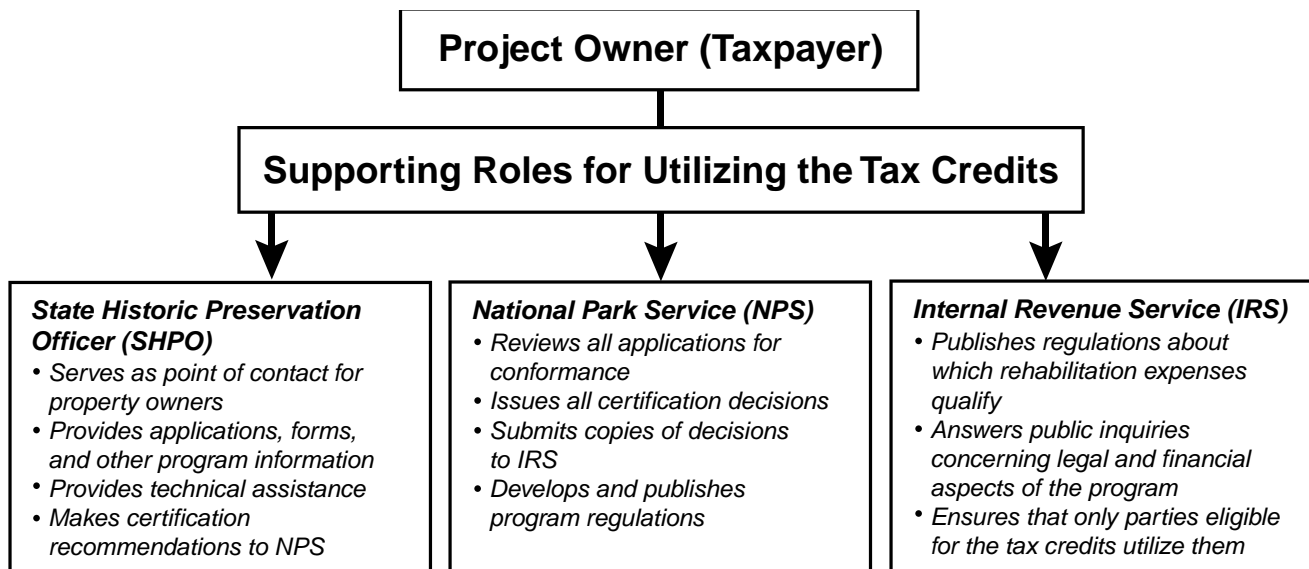 Project Owner (Taxpayer)
Supporting Roles for Utilizing the Tax Credits
State Historic Preservation
Officer (SHPO)
• Serves as point of contact for
property owners
• Provides applications, forms,
and other program information
• Provides technical assistance
• Makes certification
recommendations to NPS
National Park Service (NPS)
• Reviews all applications for
conformance
• Issues all certification decisions
• Submits copies of decisions
to IRS
• Develops and publishes
program regulations
Internal Revenue Service (IRS)
• Publishes regulations about
which rehabilitation expenses
qualify
• Answers public inquiries
concerning legal and financial
aspects of the program
• Ensures that only parties eligible
for the tax credits utilize them